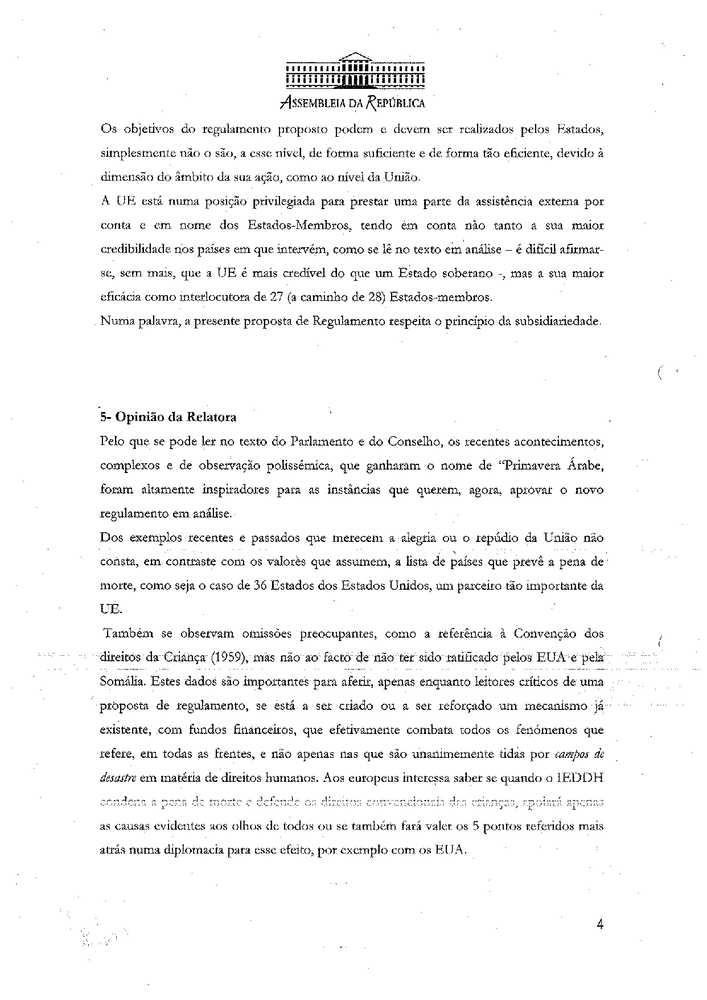 ASSEMBLEIA DA REPÚBLICA
Os objetivos do regulamento proposto podem e devem ser realizados pelos Estados,
simplesmente não o são, a esse nível, de forma suficiente e de forma tão eficiente, devido à
dimensão do âmbito da sua ação, como ao nível da União.
A UE está numa posição privilegiada para prestar uma parte da assistência externa por
conta e em nome dos Estados-Membros, tendo em conta não tanto a sua maior
credibilidade nos países em que intervém, como se lê no texto em análise – é difícil afirmar-
se, sem mais, que a UE é mais credível do que um Estado soberano -, mas a sua maior
eficácia como interlocutora de 27 (a caminho de 28) Estados-membros.
Numa palavra, a presente proposta de Regulamento respeita o princípio da subsidiariedade.
5- Opinião da Relatora
Pelo que se pode ler no texto do Parlamento e do Conselho, os recentes acontecimentos,
complexos e de observação polissémica, que ganharam o nome de "Primavera Árabe,
foram altamente inspiradores para as instâncias que querem, agora, aprovar o novo
regulamento em análise.
Dos exemplos recentes e passados que merecem a alegria ou o repúdio da União não
consta, em contraste com os valores que assumem, a lista de países que prevê a pena de
morte, como seja o caso de 36 Estados dos Estados Unidos, um parceiro tão importante da
UE.
Também se observam omissões preocupantes, como a referência à Convenção dos
direitos da Criança (1959), mas não ao facto de não ter sido ratificado pelos EUA e pela
Somália. Estes dados são importantes para aferir, apenas enquanto leitores críticos de uma
proposta de regulamento, se está a ser criado ou a ser reforçado um mecanismo já
existente, com fundos financeiros, que efetivamente combata todos os fenómenos que
refere, em todas as frentes, e não apenas nas que são unanimemente tidas por campos de
desastre em matéria de direitos humanos. Aos europeus interessa saber se quando o IEDDH
condena a pena de morte e defende os direitos convencionais das crianças, apoiará apenas
as causas evidentes aos olhos de todos ou se também fará valer os 5 pontos referidos mais
atrás numa diplomacia para esse efeito, por exemplo com os EUA.
4